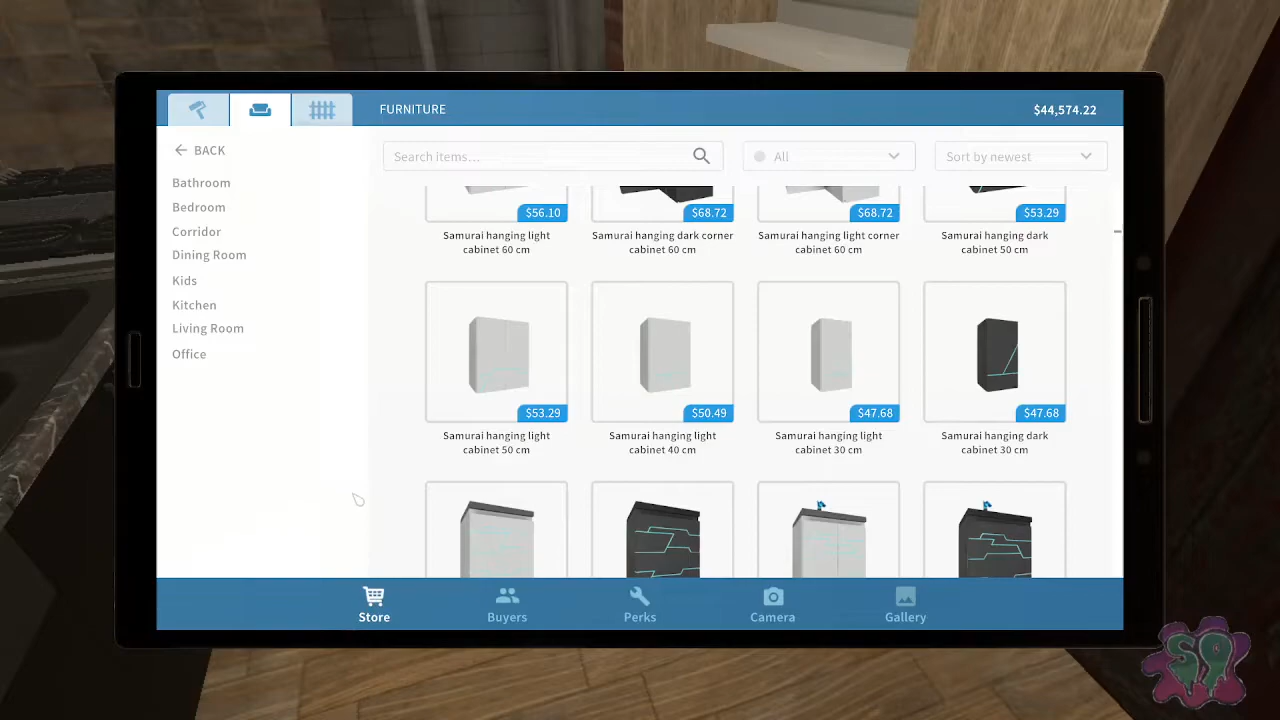 FURNITURE
$44,574.22
BACK
Search items...
All
Sort by newest
Bathroom
Bedroom
Corridor
Dining Room
Kids
Kitchen
Living Room
Office
$56.10
$68.72
$68.72
$53.29
Samurai hanging light
cabinet 60 cm
Samurai hanging dark corner
cabinet 60 cm
Samurai hanging light corner
cabinet 60 cm
Samurai hanging dark
cabinet 50 cm
$53.29
$50.49
$47.68
$47.68
Samurai hanging light
cabinet 50 cm
Samurai hanging light
cabinet 40 cm
Samurai hanging light
cabinet 30 cm
Samurai hanging dark
cabinet 30 cm
Store
Buyers
Perks
Camera
Gallery